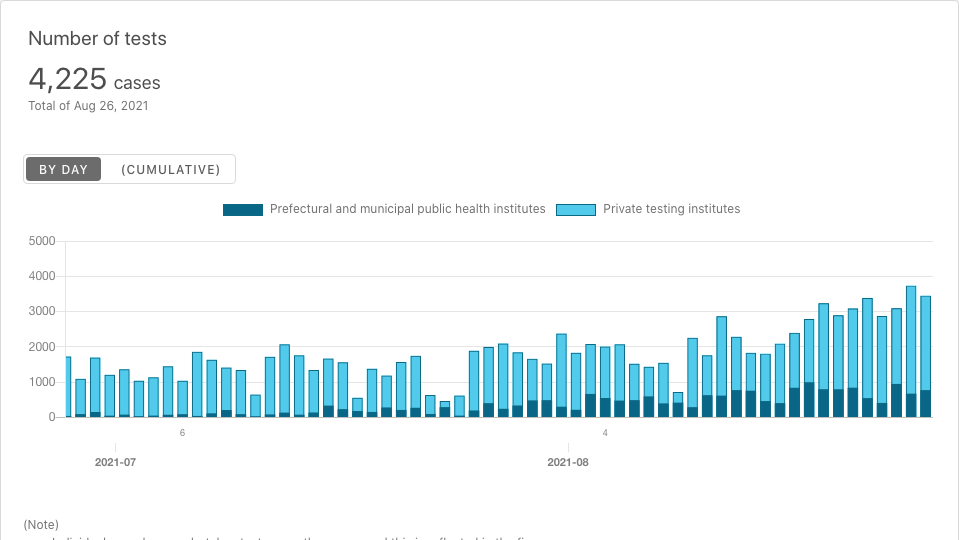 Number of tests
4,225 cases
Total of Aug 26, 2021
BY DAY (CUMULATIVE)
Prefectural and municipal public health institutes Private testing institutes
5000
4000
3000
2000
1000
0
6 4
2021-07 2021-08
(Note)